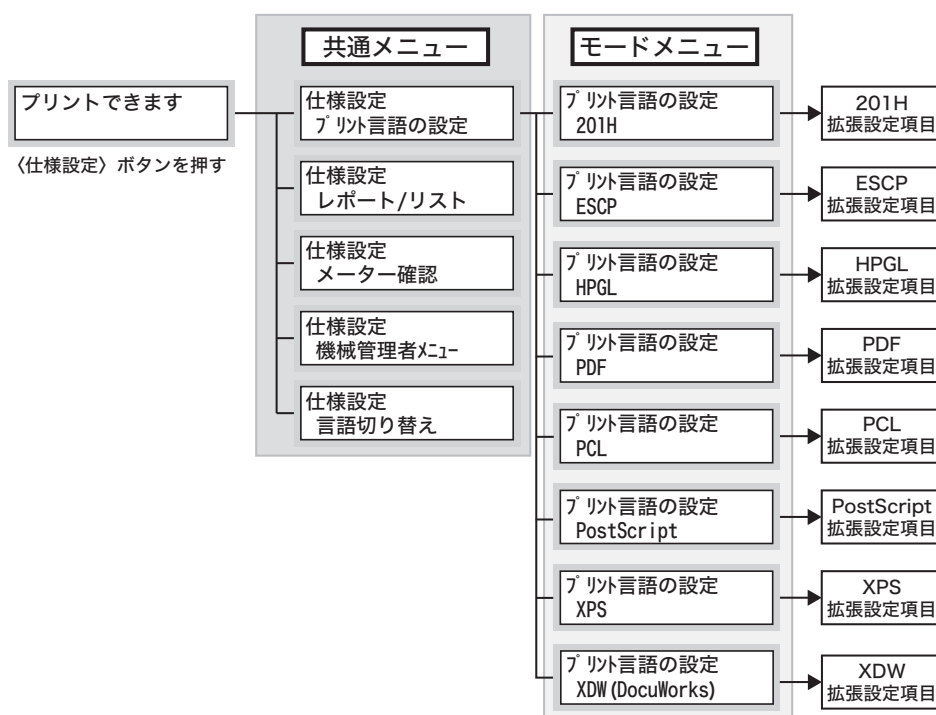 共通メニュー
モードメニュー
プリントできます
〈仕様設定〉ボタンを押す
仕様設定
プリント言語の設定
仕様設定
レポート/リスト
仕様設定
メーター確認
仕様設定
機械管理者メニュー
仕様設定
言語切り替え
プリント言語の設定
201H
プリント言語の設定
ESCP
プリント言語の設定
HPGL
プリント言語の設定
PDF
プリント言語の設定
PCL
プリント言語の設定
PostScript
プリント言語の設定
XPS
プリント言語の設定
XDW(DocuWorks)
201H
拡張設定項目
ESCP
拡張設定項目
HPGL
拡張設定項目
PDF
拡張設定項目
PCL
拡張設定項目
PostScript
拡張設定項目
XPS
拡張設定項目
XDW
拡張設定項目